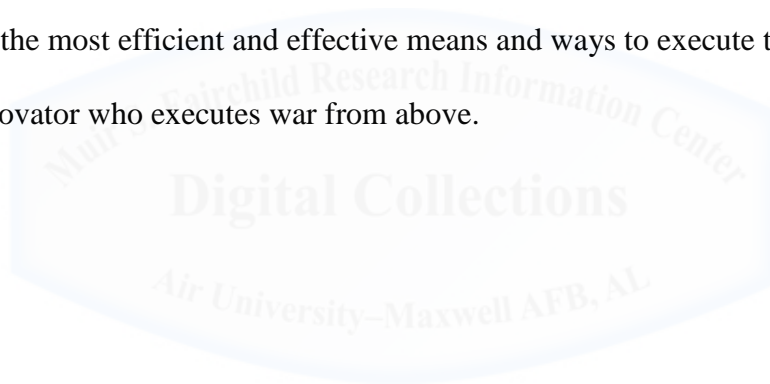 the most efficient and effective means and ways to execute t
ovator who executes war from above.
Muir S. Fairchild Research Information Center
Digital Collections
Air University–Maxwell AFB, AL